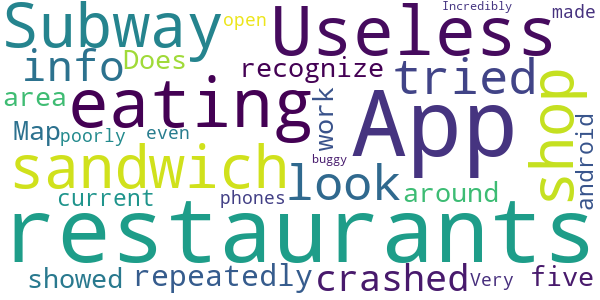 Subway open Useless Incredibly made
info Does recognize tried
area eating App shop
Map poorly even work android
sandwich buggy look
current phones around
restaurants
showed repeatedly crashed Very five